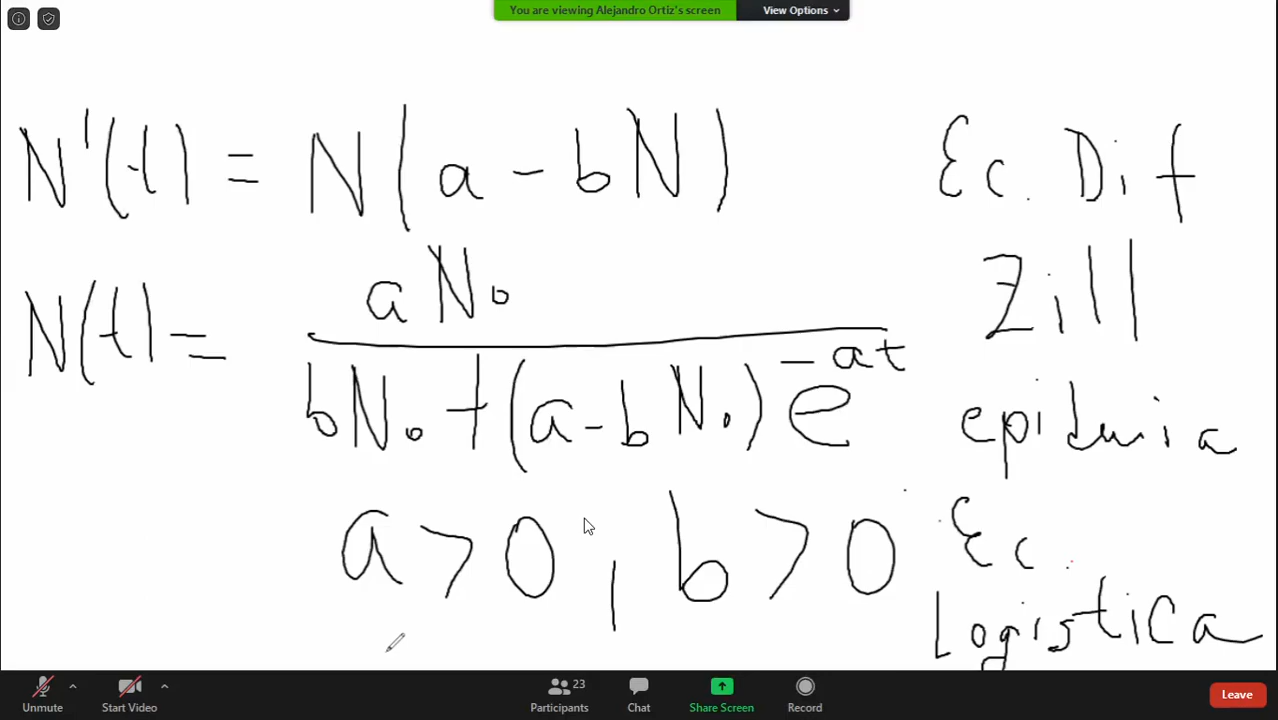 You are viewing Alejandro Ortiz's screen View Options
N'(t) = N(a - bN) Ec. Dif
N(t) = aN₀ / bN₀ + (a - bN₀) e^-at
Zill
epidemia
a > 0, b > 0
Ec.
Logistica
Unmute Start Video Participants 23 Chat Share Screen Record Leave